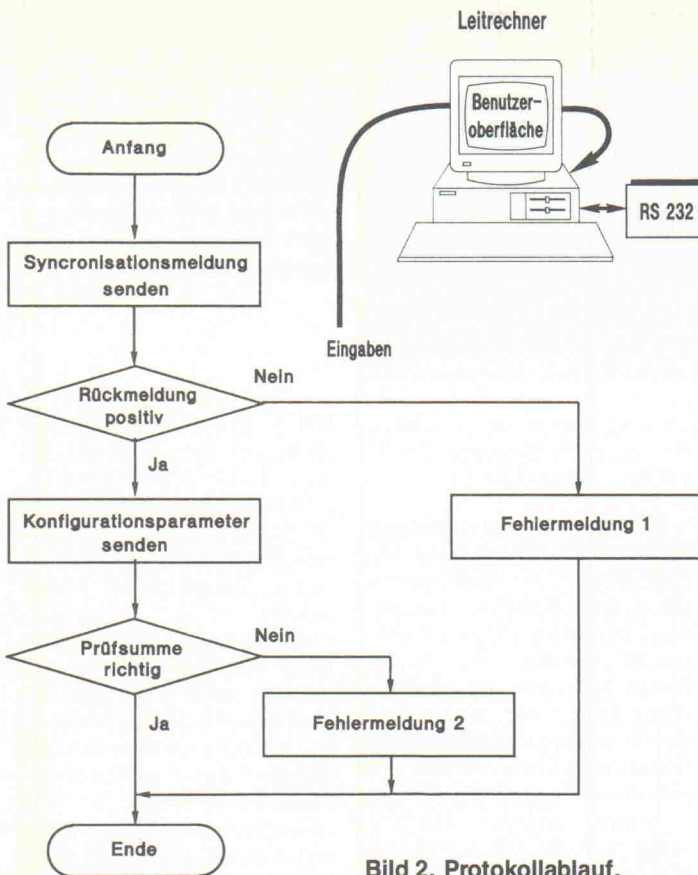 Leitrechner
Benutzer-
oberfläche
RS 232
Eingaben
Anfang
Syncronisationsmeldung
senden
Rückmeldung
positiv
Nein
Ja
Konfigurationsparameter
senden
Fehlermeldung 1
Prüfsumme
richtig
Nein
Ja
Fehlermeldung 2
Ende
Bild 2. Protokollablauf.